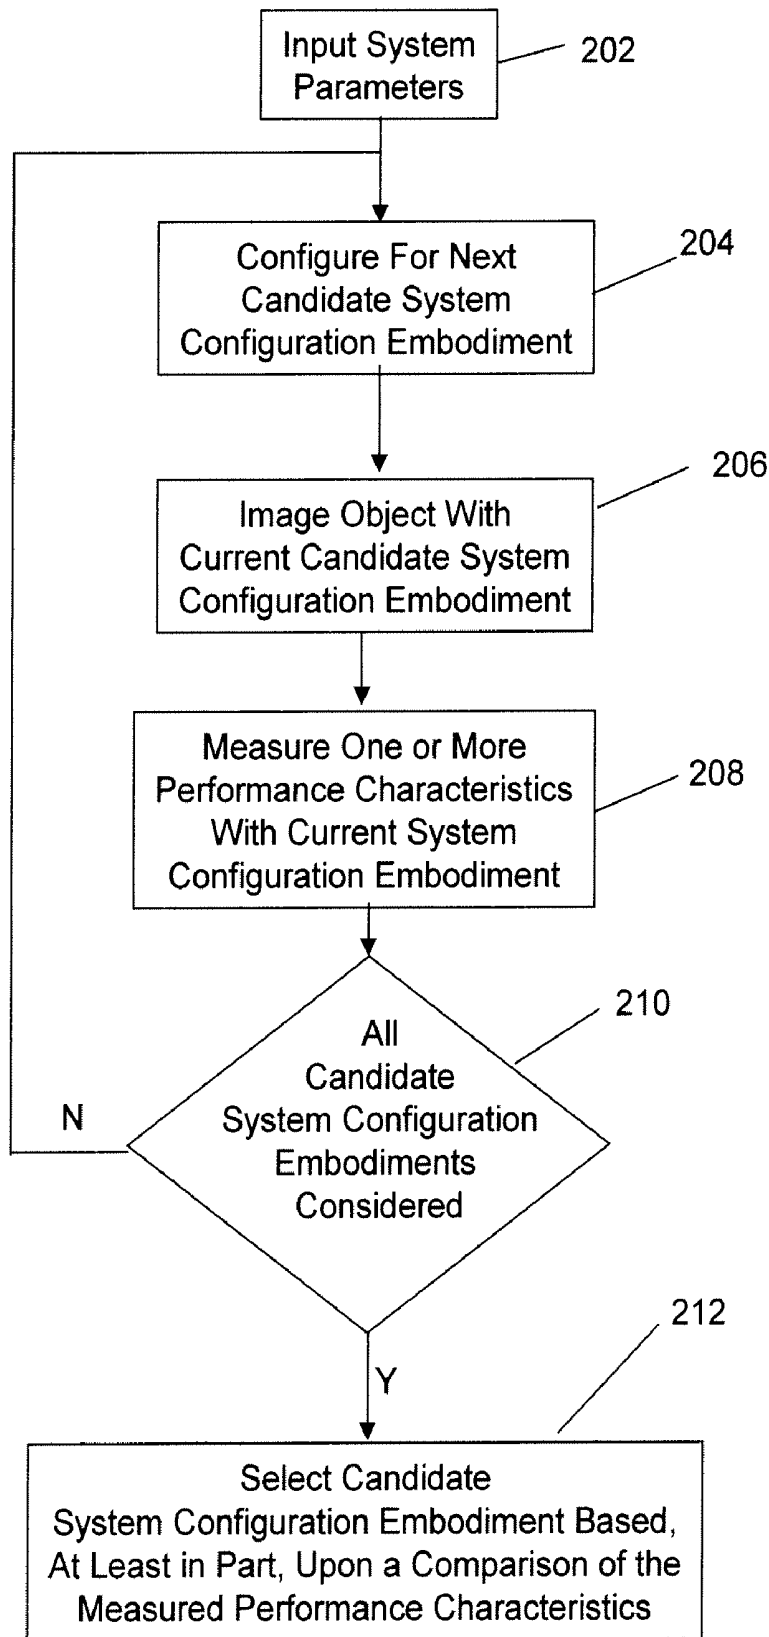 Input System
Parameters
202
Configure For Next
Candidate System
Configuration Embodiment
204
Image Object With
Current Candidate System
Configuration Embodiment
206
Measure One or More
Performance Characteristics
With Current System
Configuration Embodiment
208
All
Candidate
System Configuration
Embodiments
Considered
210
N
Y
212
Select Candidate
System Configuration Embodiment Based,
At Least in Part, Upon a Comparison of the
Measured Performance Characteristics